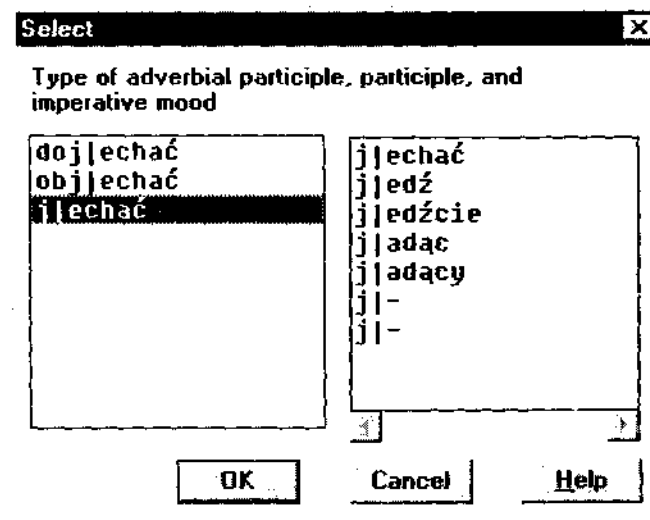 Select
Type of adverbial participle, participle, and
imperative mood
doj|echać
obj|echać
j|echać
j|echać
j|edź
j|edźcie
j|adąc
j|adący
j|-
j|-
OK
Cancel
Help